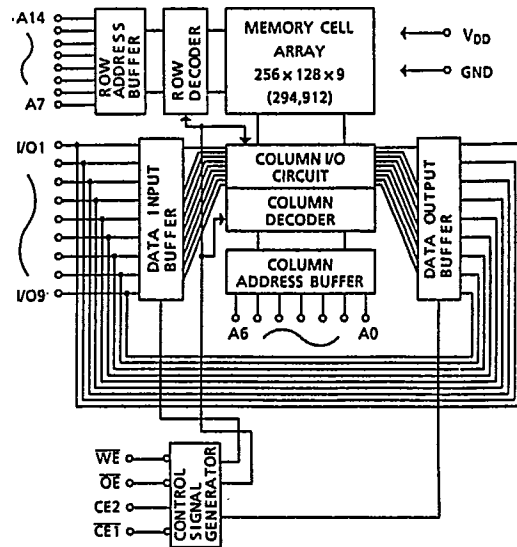 A14
A7
ROW ADDRESS BUFFER
ROW DECODER
MEMORY CELL
ARRAY
256 x 128 x 9
(294,912)
VDD
GND
I/O1
I/O9
DATA INPUT BUFFER
COLUMN I/O
CIRCUIT
COLUMN
DECODER
COLUMN
ADDRESS BUFFER
A6
A0
DATA OUTPUT BUFFER
WE
OE
CE2
CE1
CONTROL SIGNAL GENERATOR